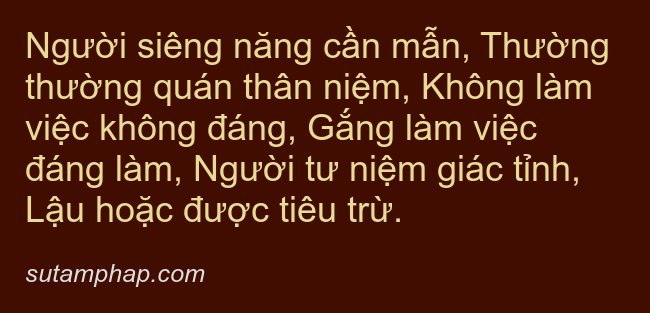 Người siêng năng cần mẫn, Thường
thường quán thân niệm, Không làm
việc không đáng, Gắng làm việc
đáng làm, Người tư niệm giác tỉnh,
Lậu hoặc được tiêu trừ.
sutamphap.com